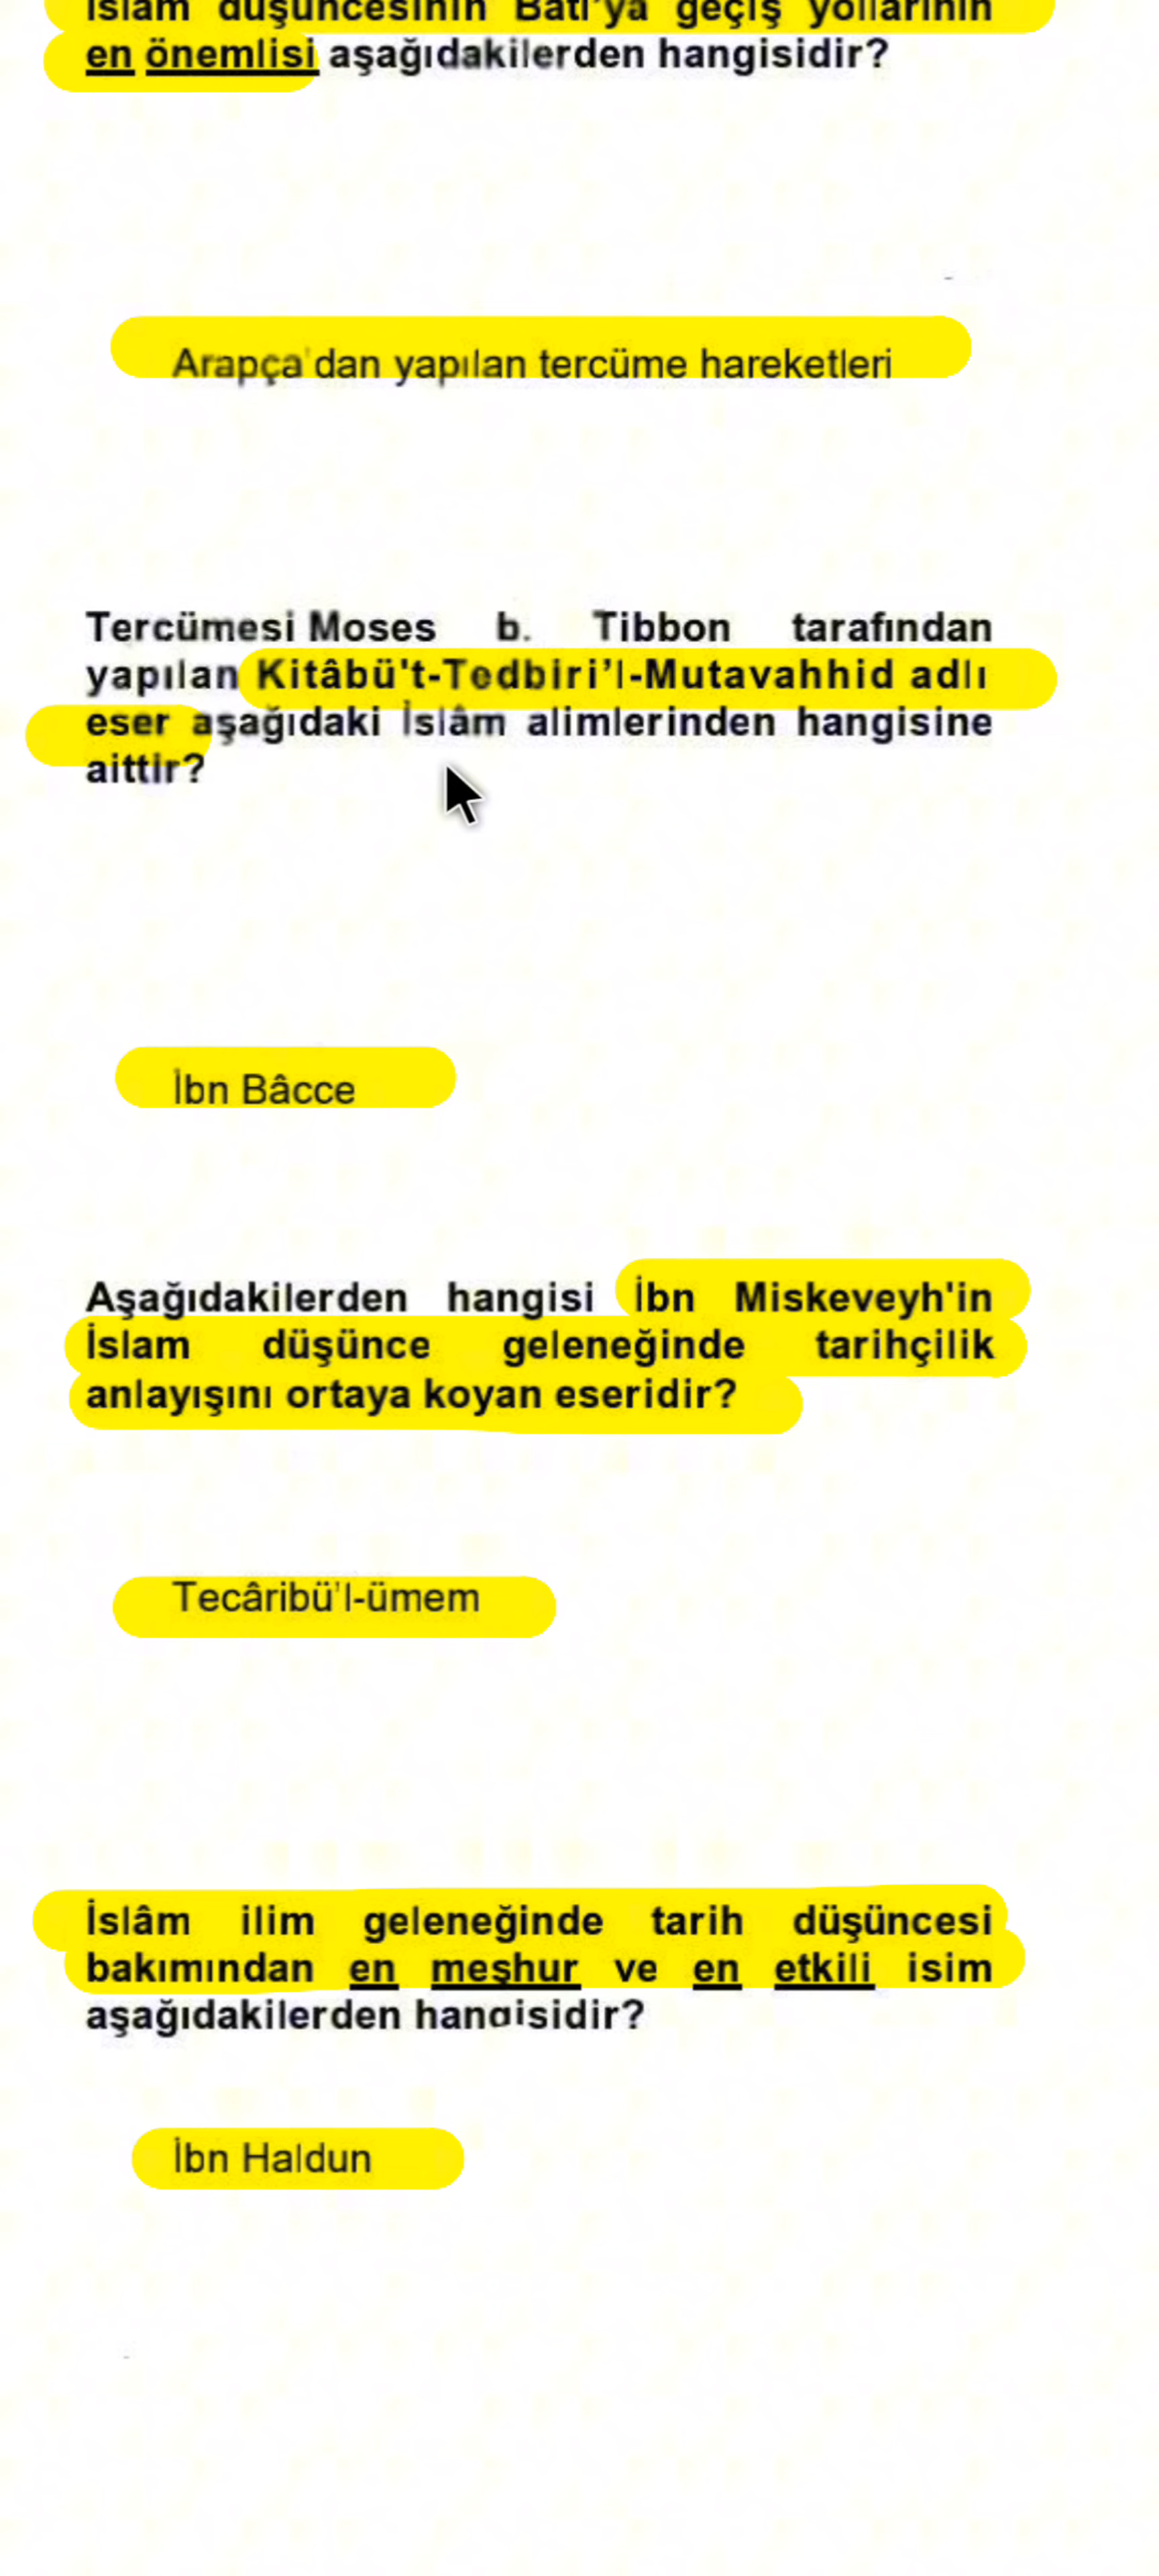 İslam düşüncesinin Batı'ya geçiş yollarının
en önemlisi aşağıdakilerden hangisidir?
Arapça'dan yapılan tercüme hareketleri
Tercümesi Moses b. Tibbon tarafından
yapılan Kitâbü't-Tedbiri’l-Mutavahhid adlı
eser aşağıdaki İslâm alimlerinden hangisine
aittir?
İbn Bâcce
Aşağıdakilerden hangisi İbn Miskeveyh'in
İslam düşünce geleneğinde tarihçilik
anlayışını ortaya koyan eseridir?
Tecâribü'l-ümem
İslâm ilim geleneğinde tarih düşüncesi
bakımından en meşhur ve en etkili isim
aşağıdakilerden hangisidir?
İbn Haldun